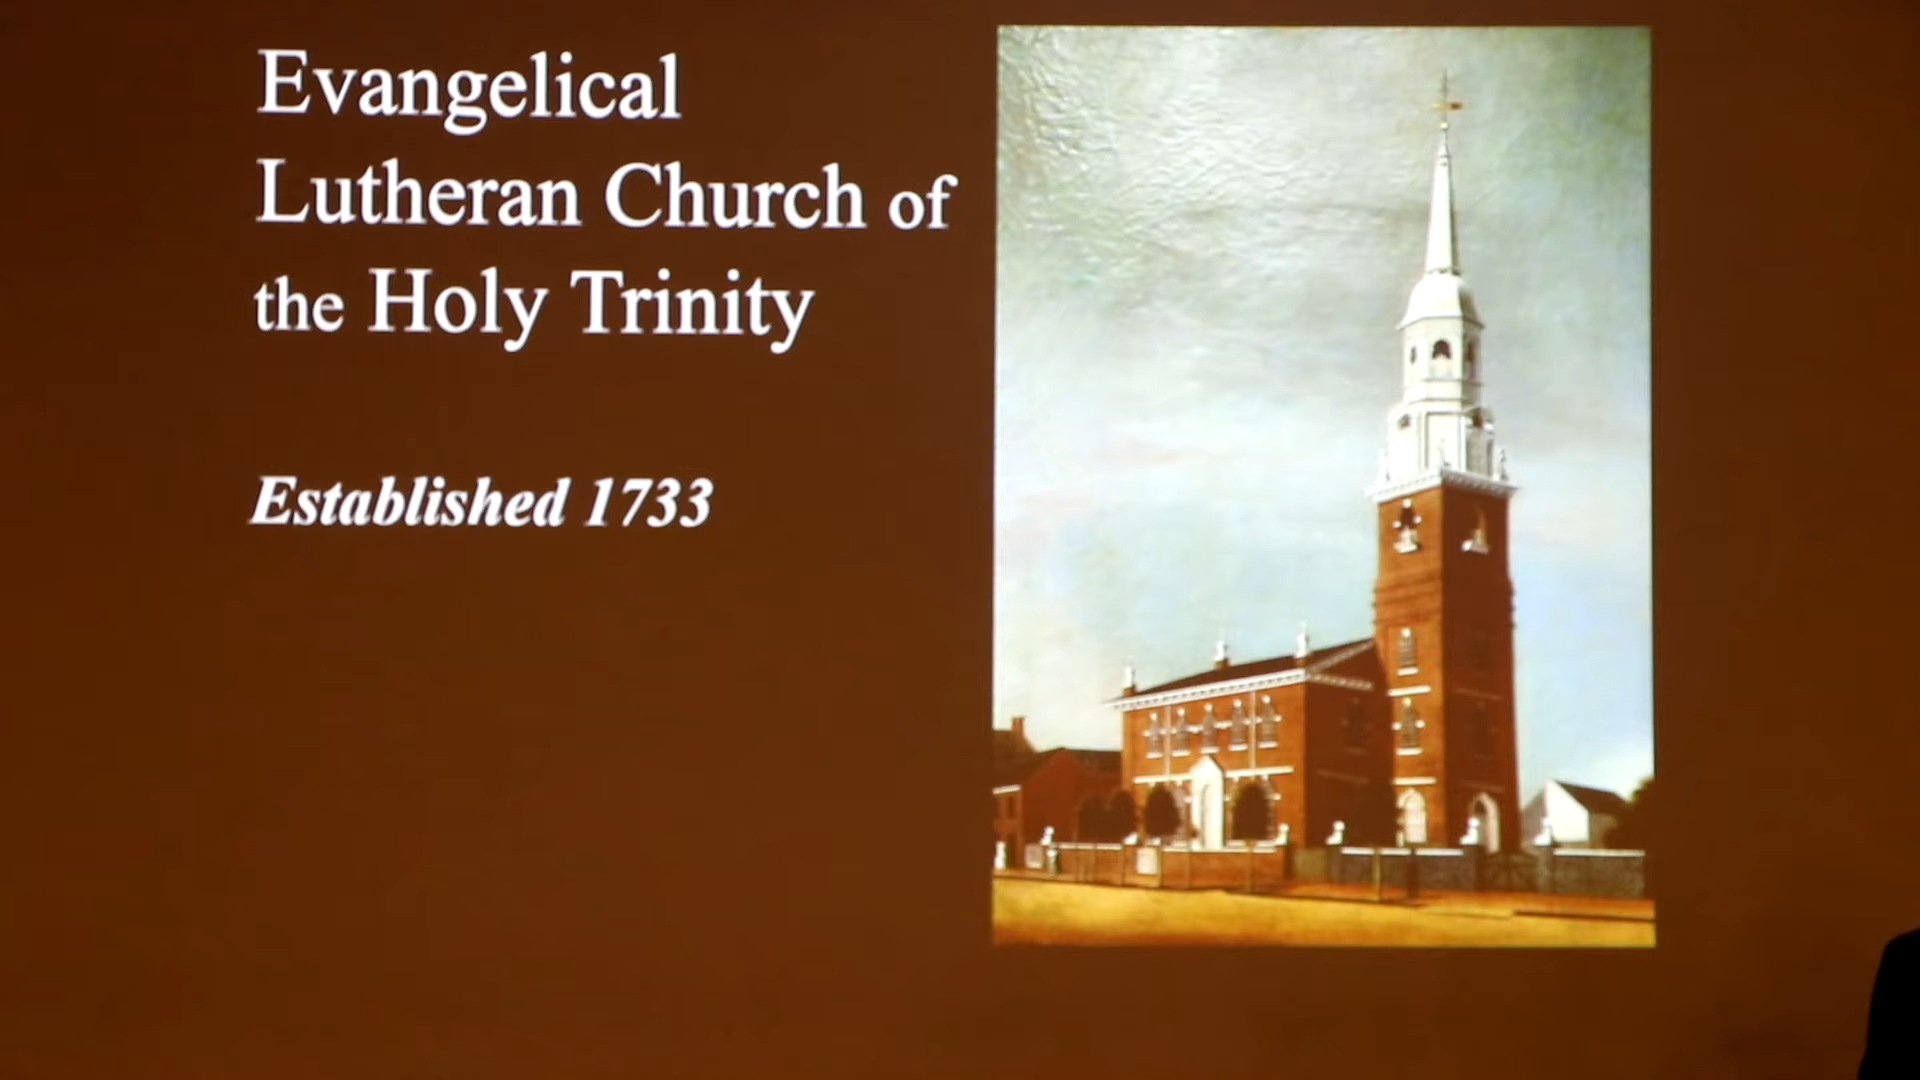 Evangelical
Lutheran Church of
the Holy Trinity
Established 1733